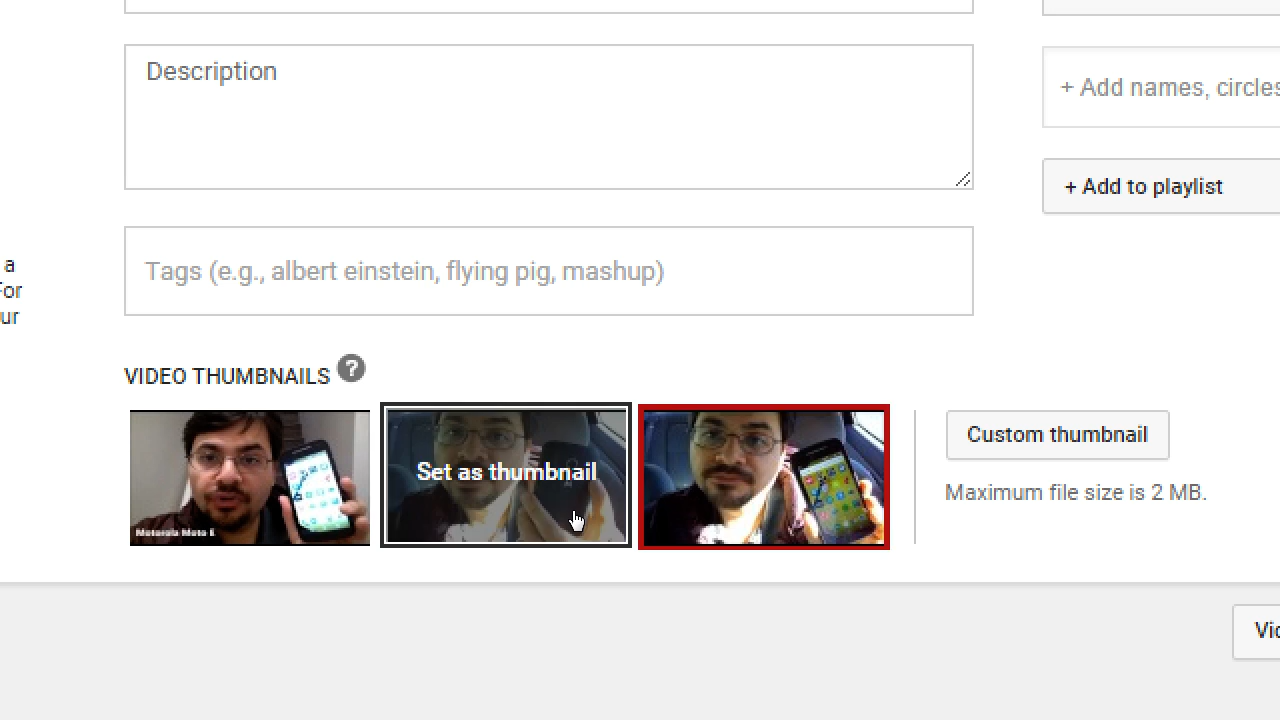 Description
+ Add names, circles
+ Add to playlist
a
For
ur
Tags (e.g., albert einstein, flying pig, mashup)
VIDEO THUMBNAILS ?
Set as thumbnail
Motorola Moto E
Custom thumbnail
Maximum file size is 2 MB.
Vid